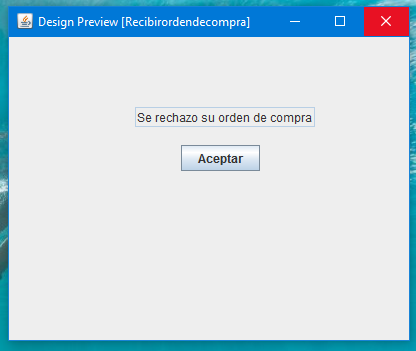 Design Preview [Recibirordendecompra]
Se rechazo su orden de compra
Aceptar